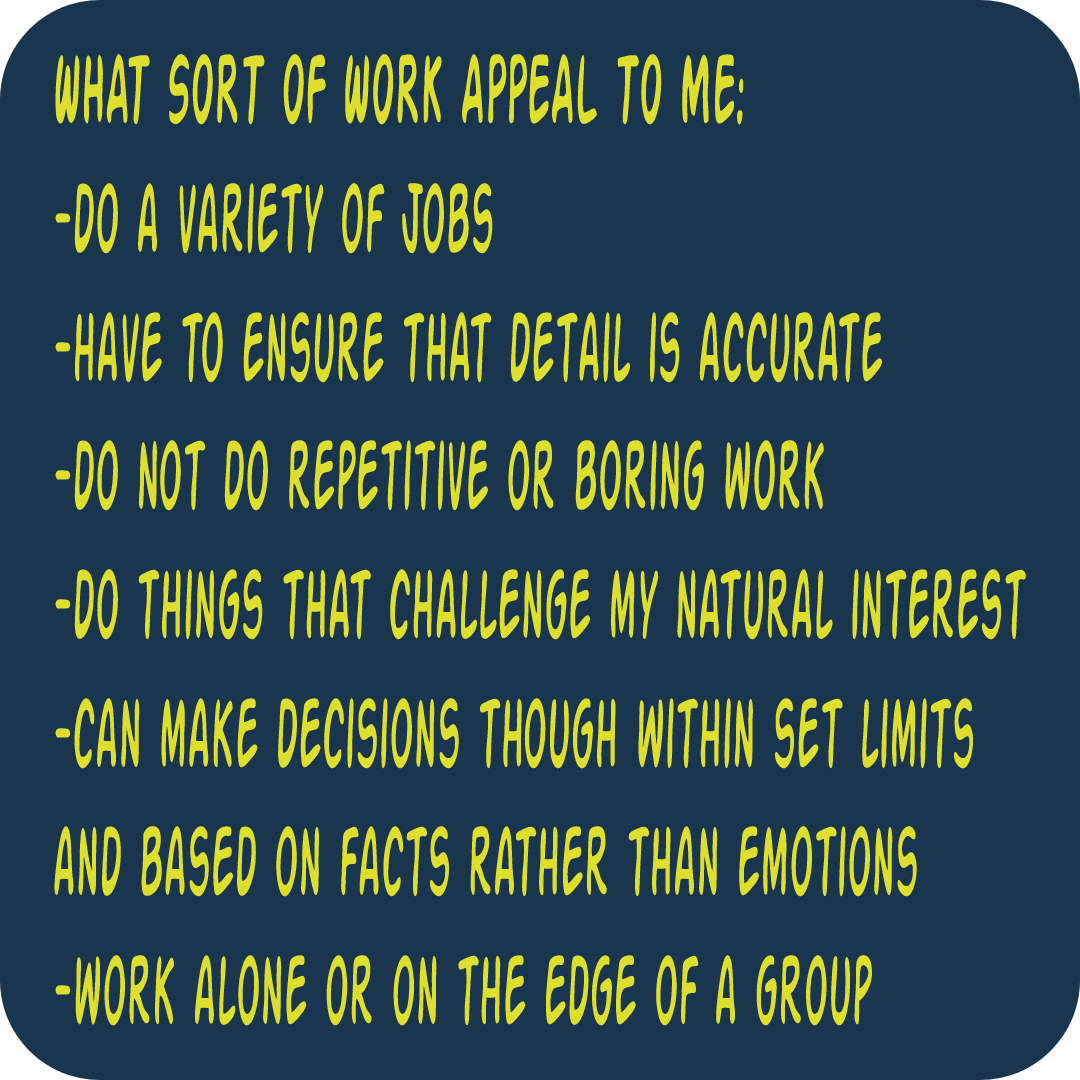 WHAT SORT OF WORK APPEAL TO ME:
-DO A VARIETY OF JOBS
-HAVE TO ENSURE THAT DETAIL IS ACCURATE
-DO NOT DO REPETITIVE OR BORING WORK
-DO THINGS THAT CHALLENGE MY NATURAL INTEREST
-CAN MAKE DECISIONS THOUGH WITHIN SET LIMITS
AND BASED ON FACTS RATHER THAN EMOTIONS
-WORK ALONE OR ON THE EDGE OF A GROUP